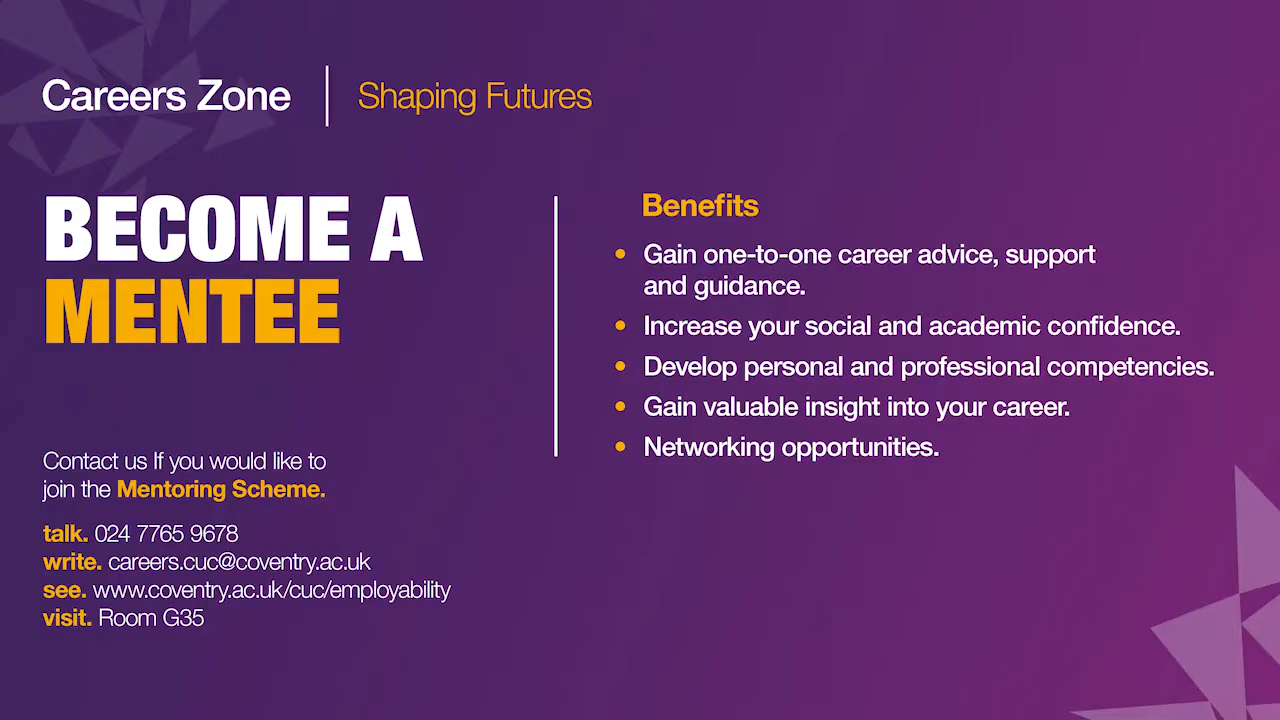 Careers Zone | Shaping Futures
BECOME A
MENTEE
Contact us If you would like to
join the Mentoring Scheme.
talk. 024 7765 9678
write. careers.cuc@coventry.ac.uk
see. www.coventry.ac.uk/cuc/employability
visit. Room G35
Benefits
• Gain one-to-one career advice, support
and guidance.
• Increase your social and academic confidence.
• Develop personal and professional competencies.
• Gain valuable insight into your career.
• Networking opportunities.